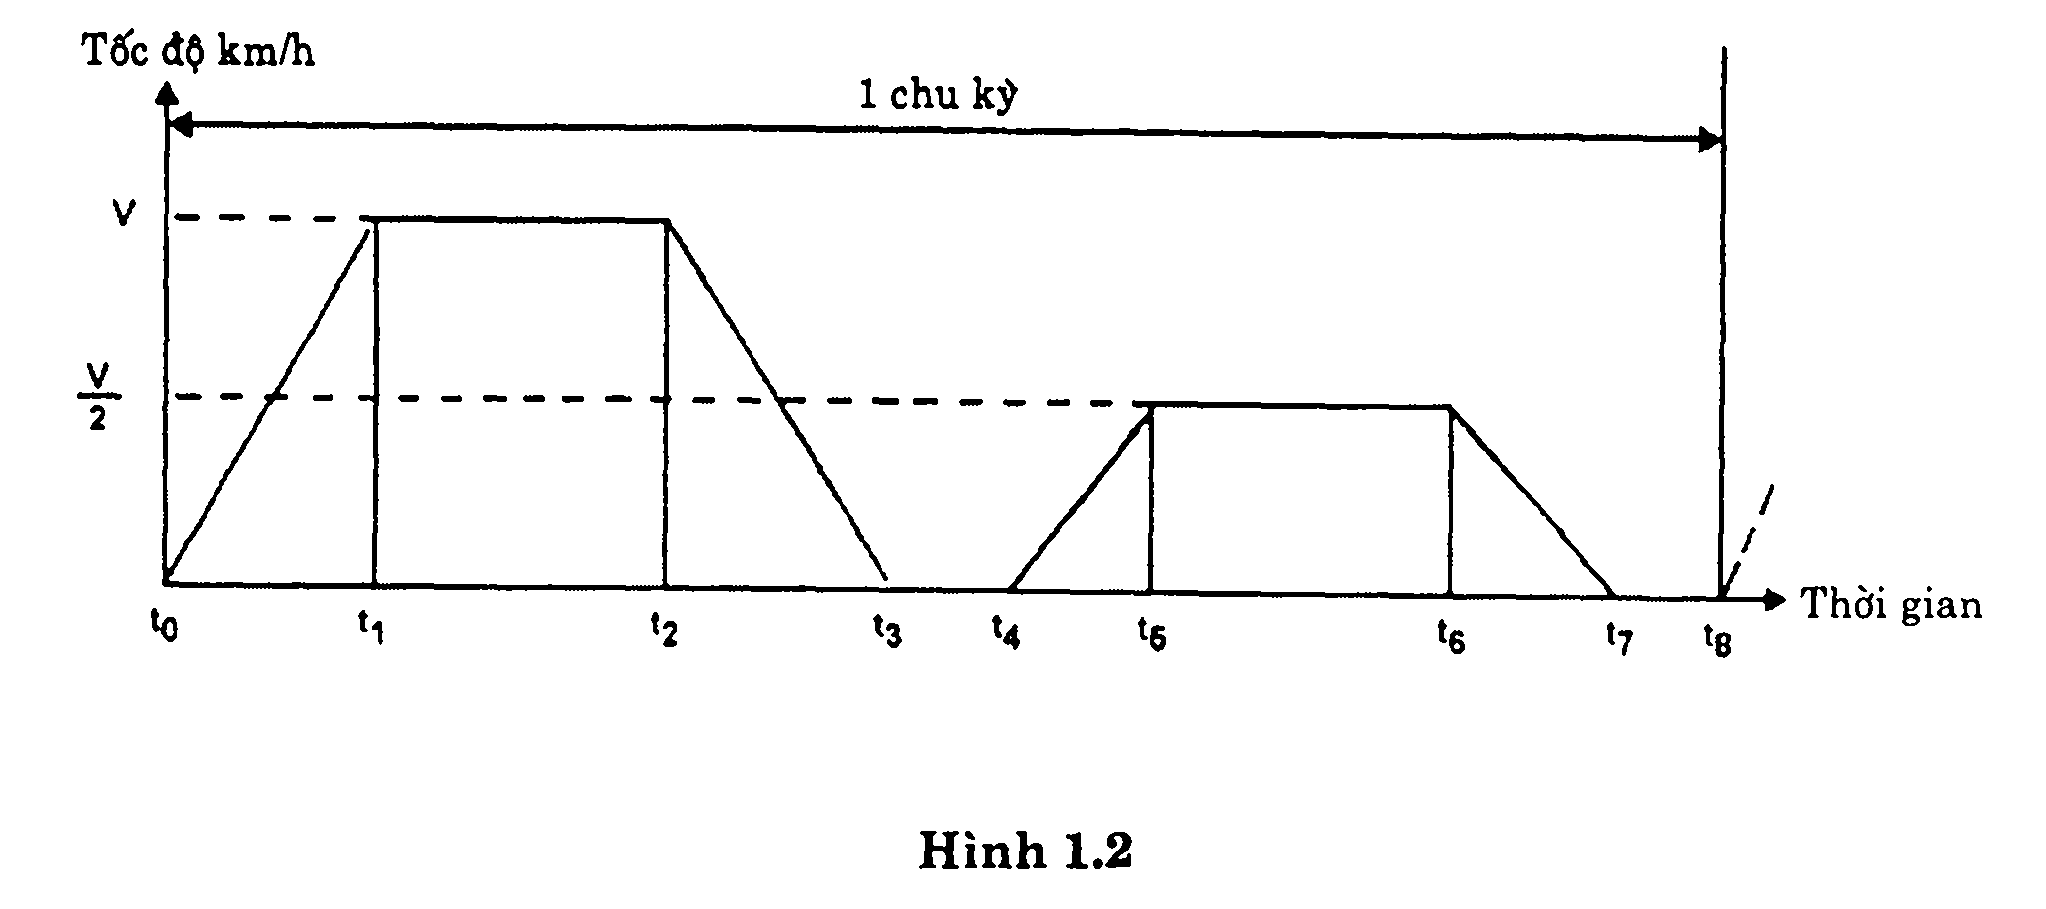 Tốc độ km/h
1 chu kỳ
V
V
2
t0 t1 t2 t3 t4 t5 t6 t7 t8
Thời gian
Hình 1.2